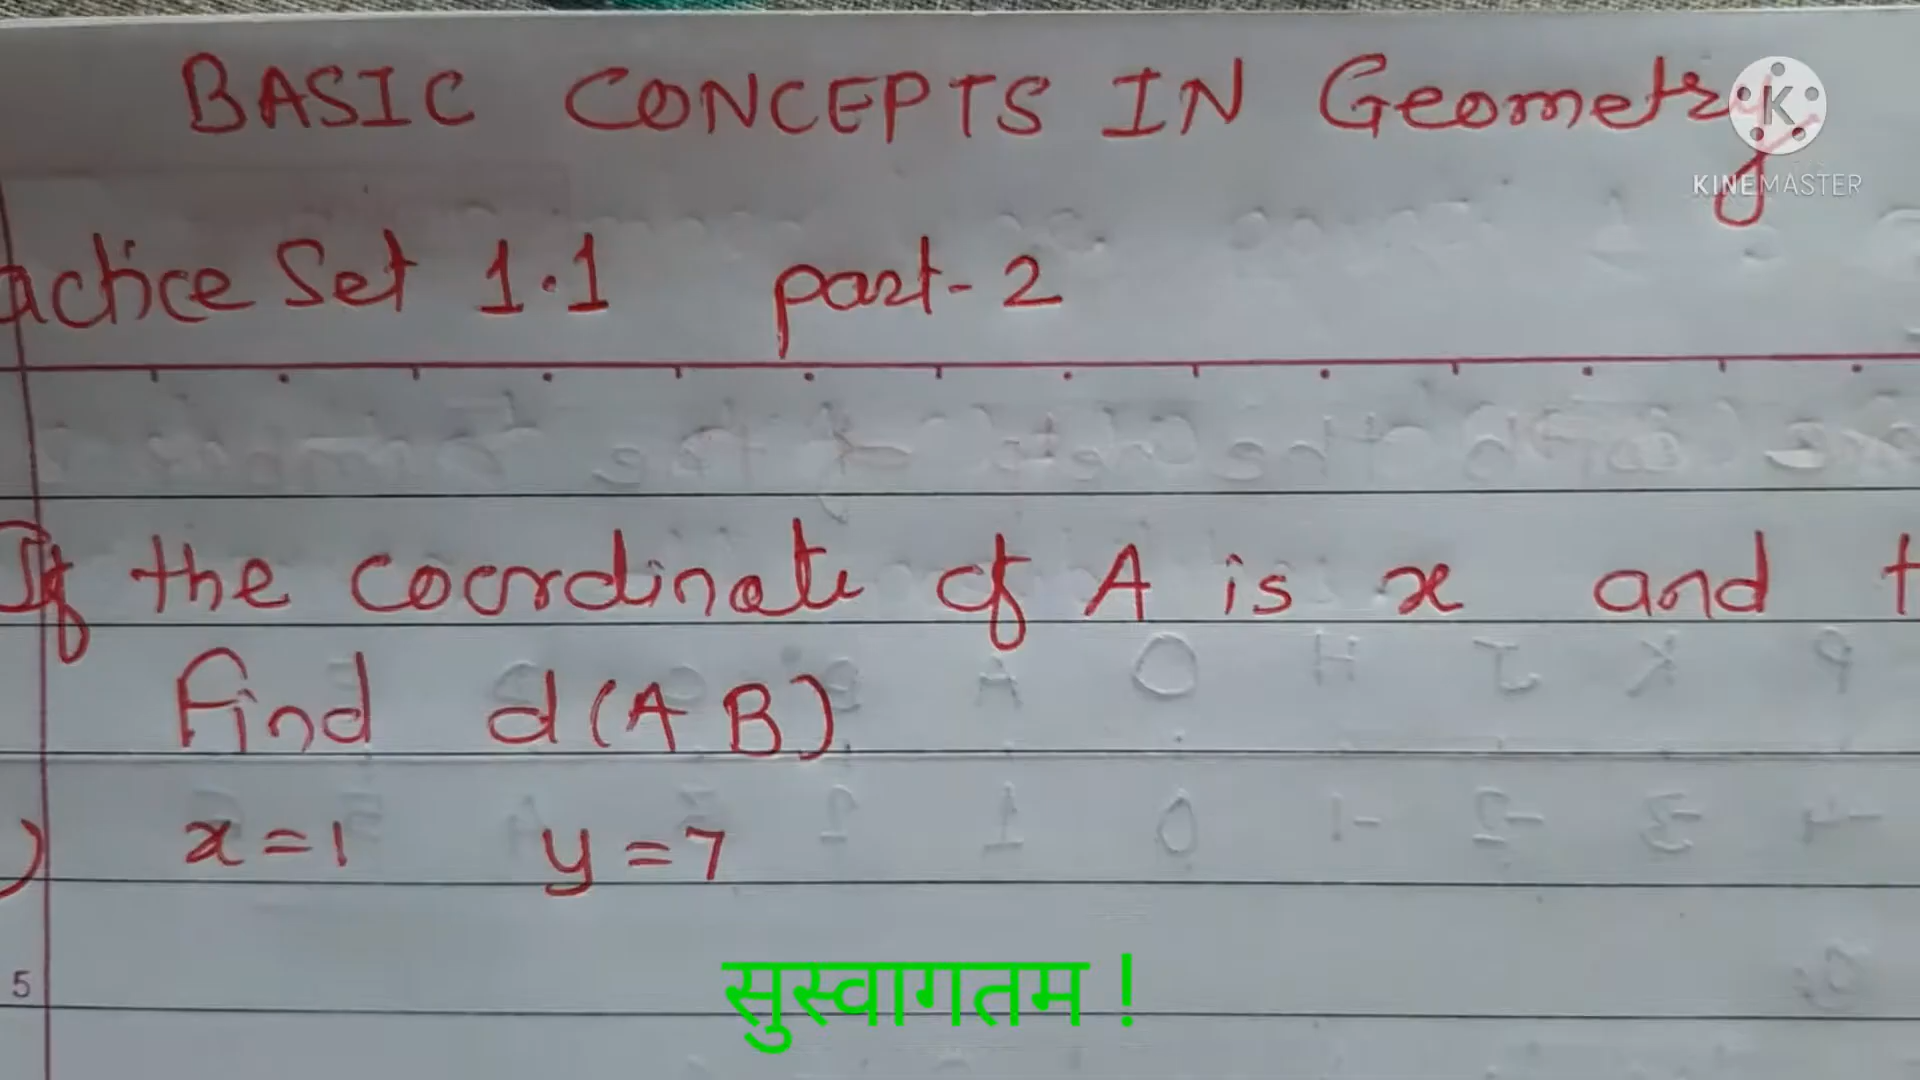 BASIC CONCEPTS IN Geometry
KINEMASTER
actice Set 1.1 part-2
If the coordinate of A is x and t
Find d(AB)
) x=1 y=7
5
सुस्वागतम !